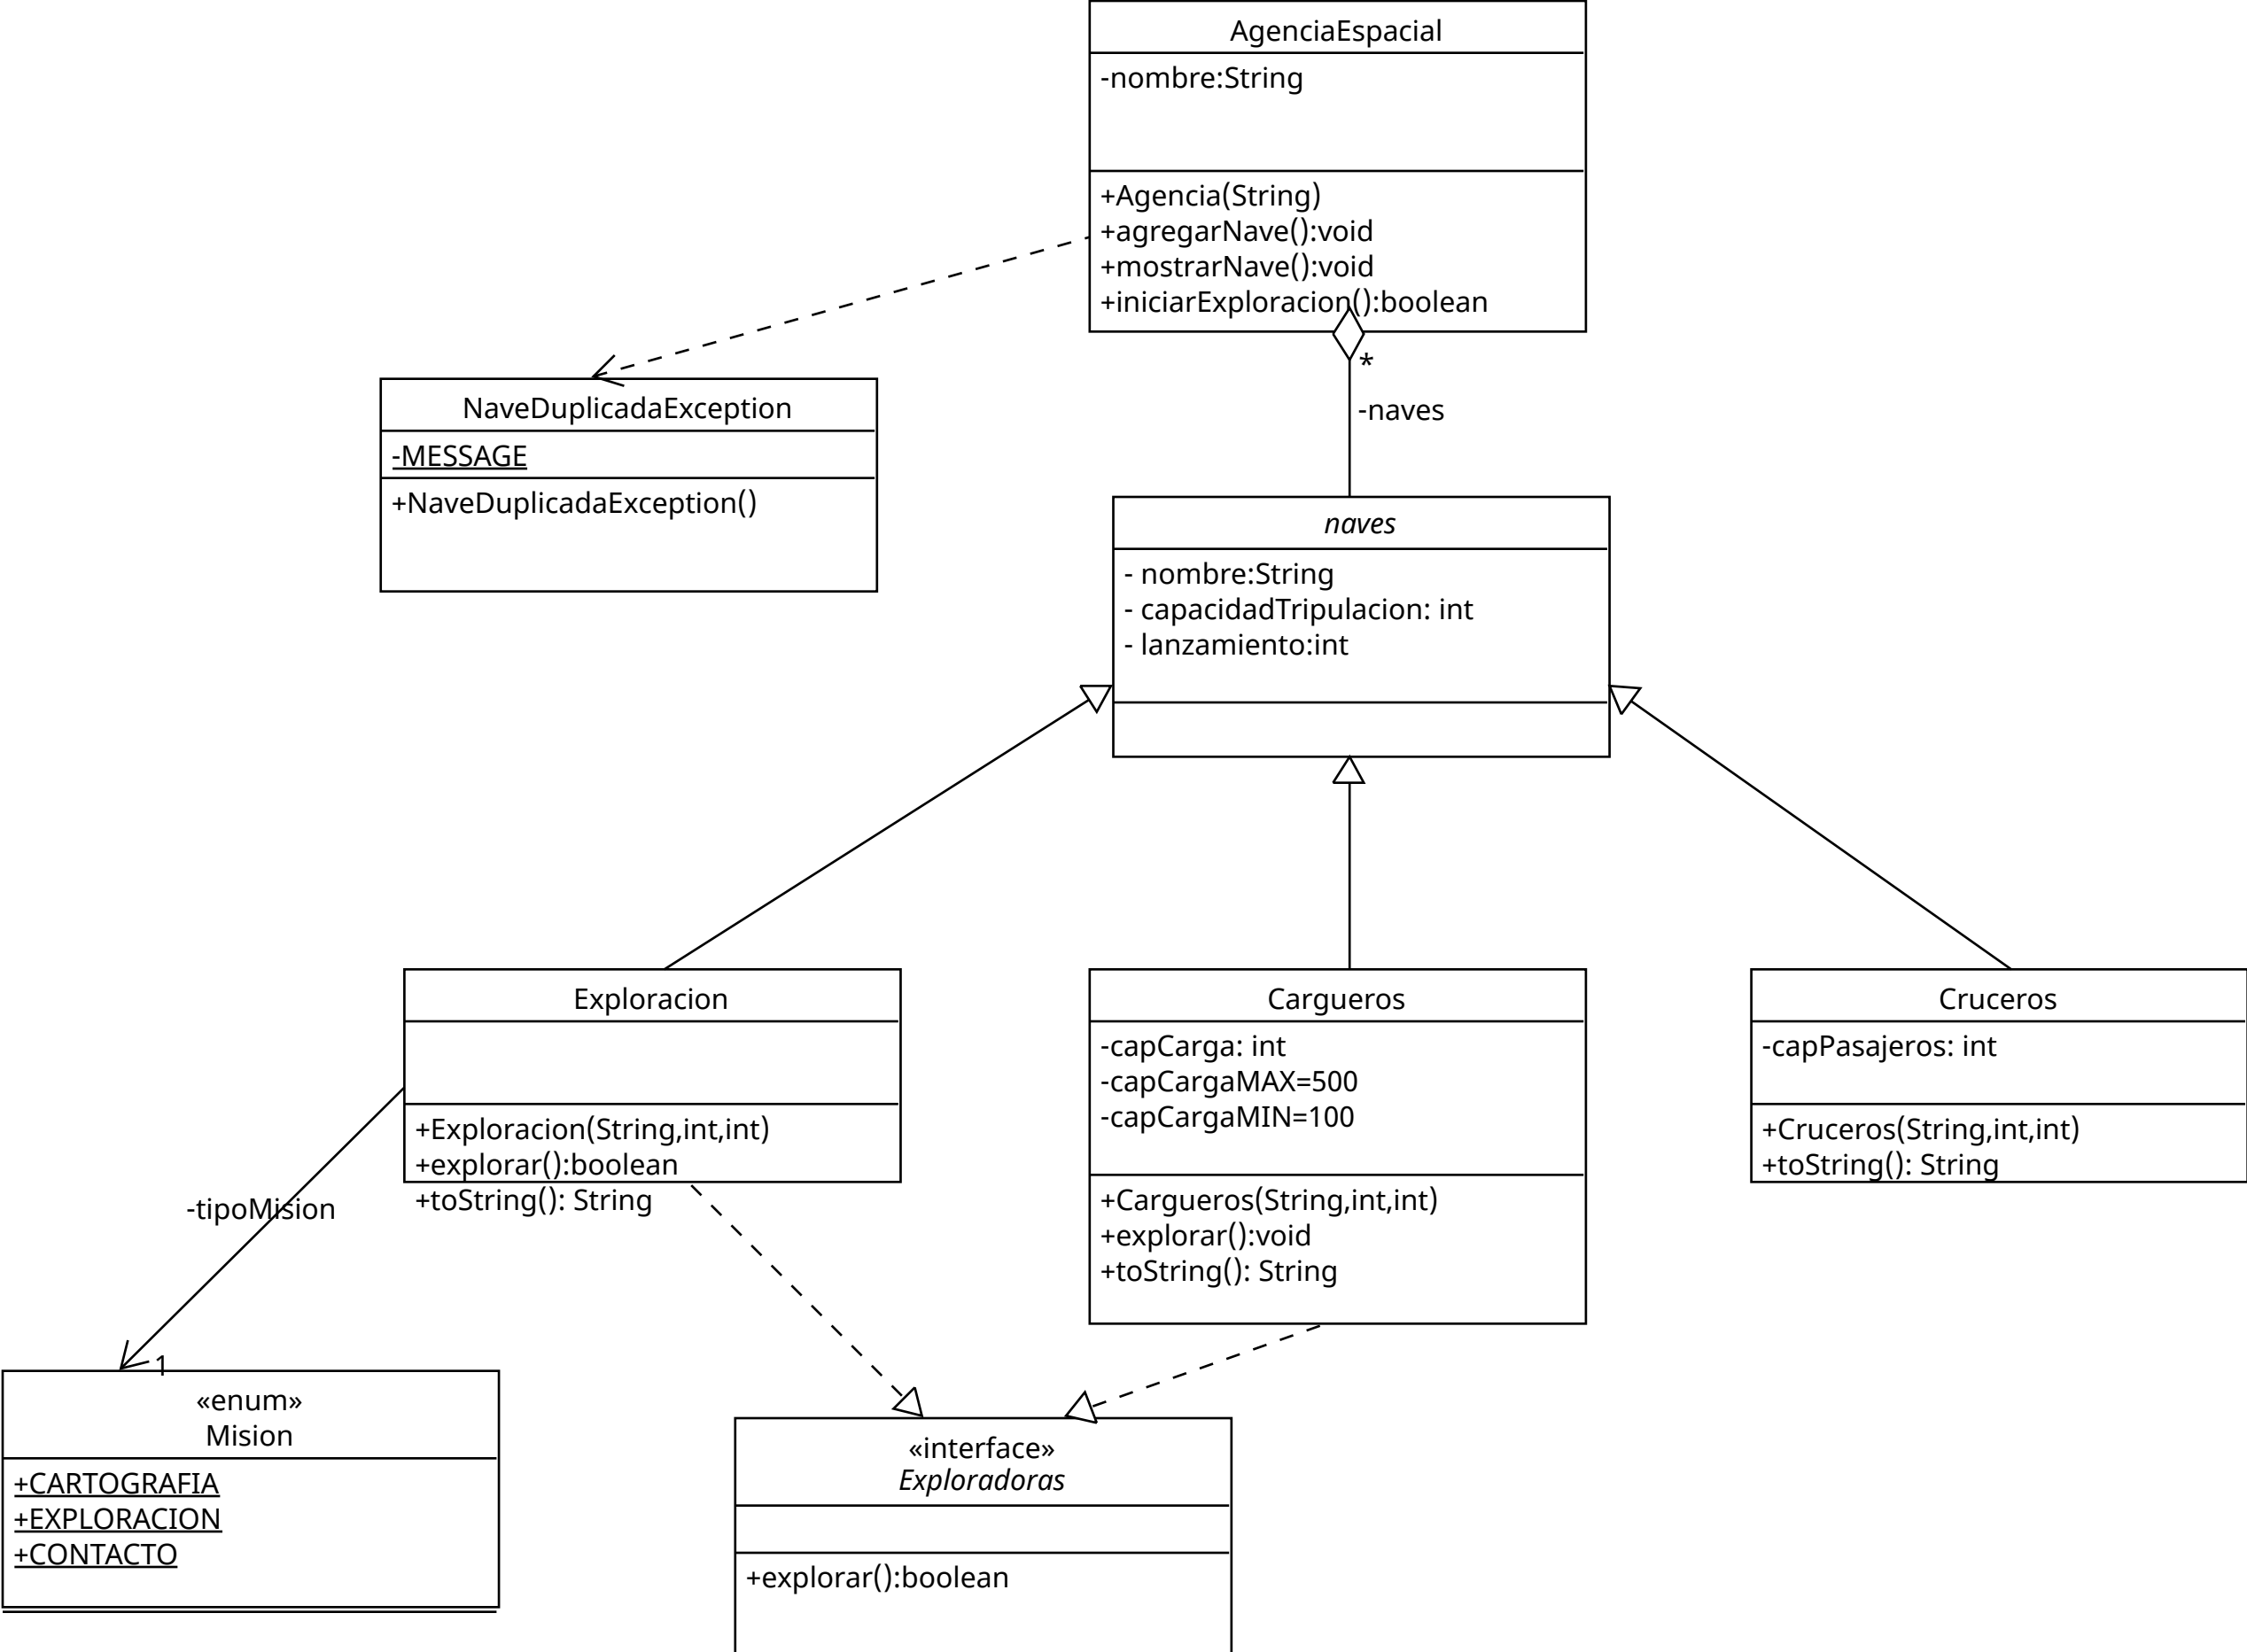 AgenciaEspacial
-nombre:String
+Agencia(String)
+agregarNave():void
+mostrarNave():void
+iniciarExploracion():boolean
*
-naves
NaveDuplicadaException
-MESSAGE
+NaveDuplicadaException()
naves
- nombre:String
- capacidadTripulacion: int
- lanzamiento:int
Exploracion
+Exploracion(String,int,int)
+explorar():boolean
+toString(): String
Cargueros
-capCarga: int
-capCargaMAX=500
-capCargaMIN=100
+Cargueros(String,int,int)
+explorar():void
+toString(): String
Cruceros
-capPasajeros: int
+Cruceros(String,int,int)
+toString(): String
-tipoMision
1
«enum»
Mision
+CARTOGRAFIA
+EXPLORACION
+CONTACTO
«interface»
Exploradoras
+explorar():boolean